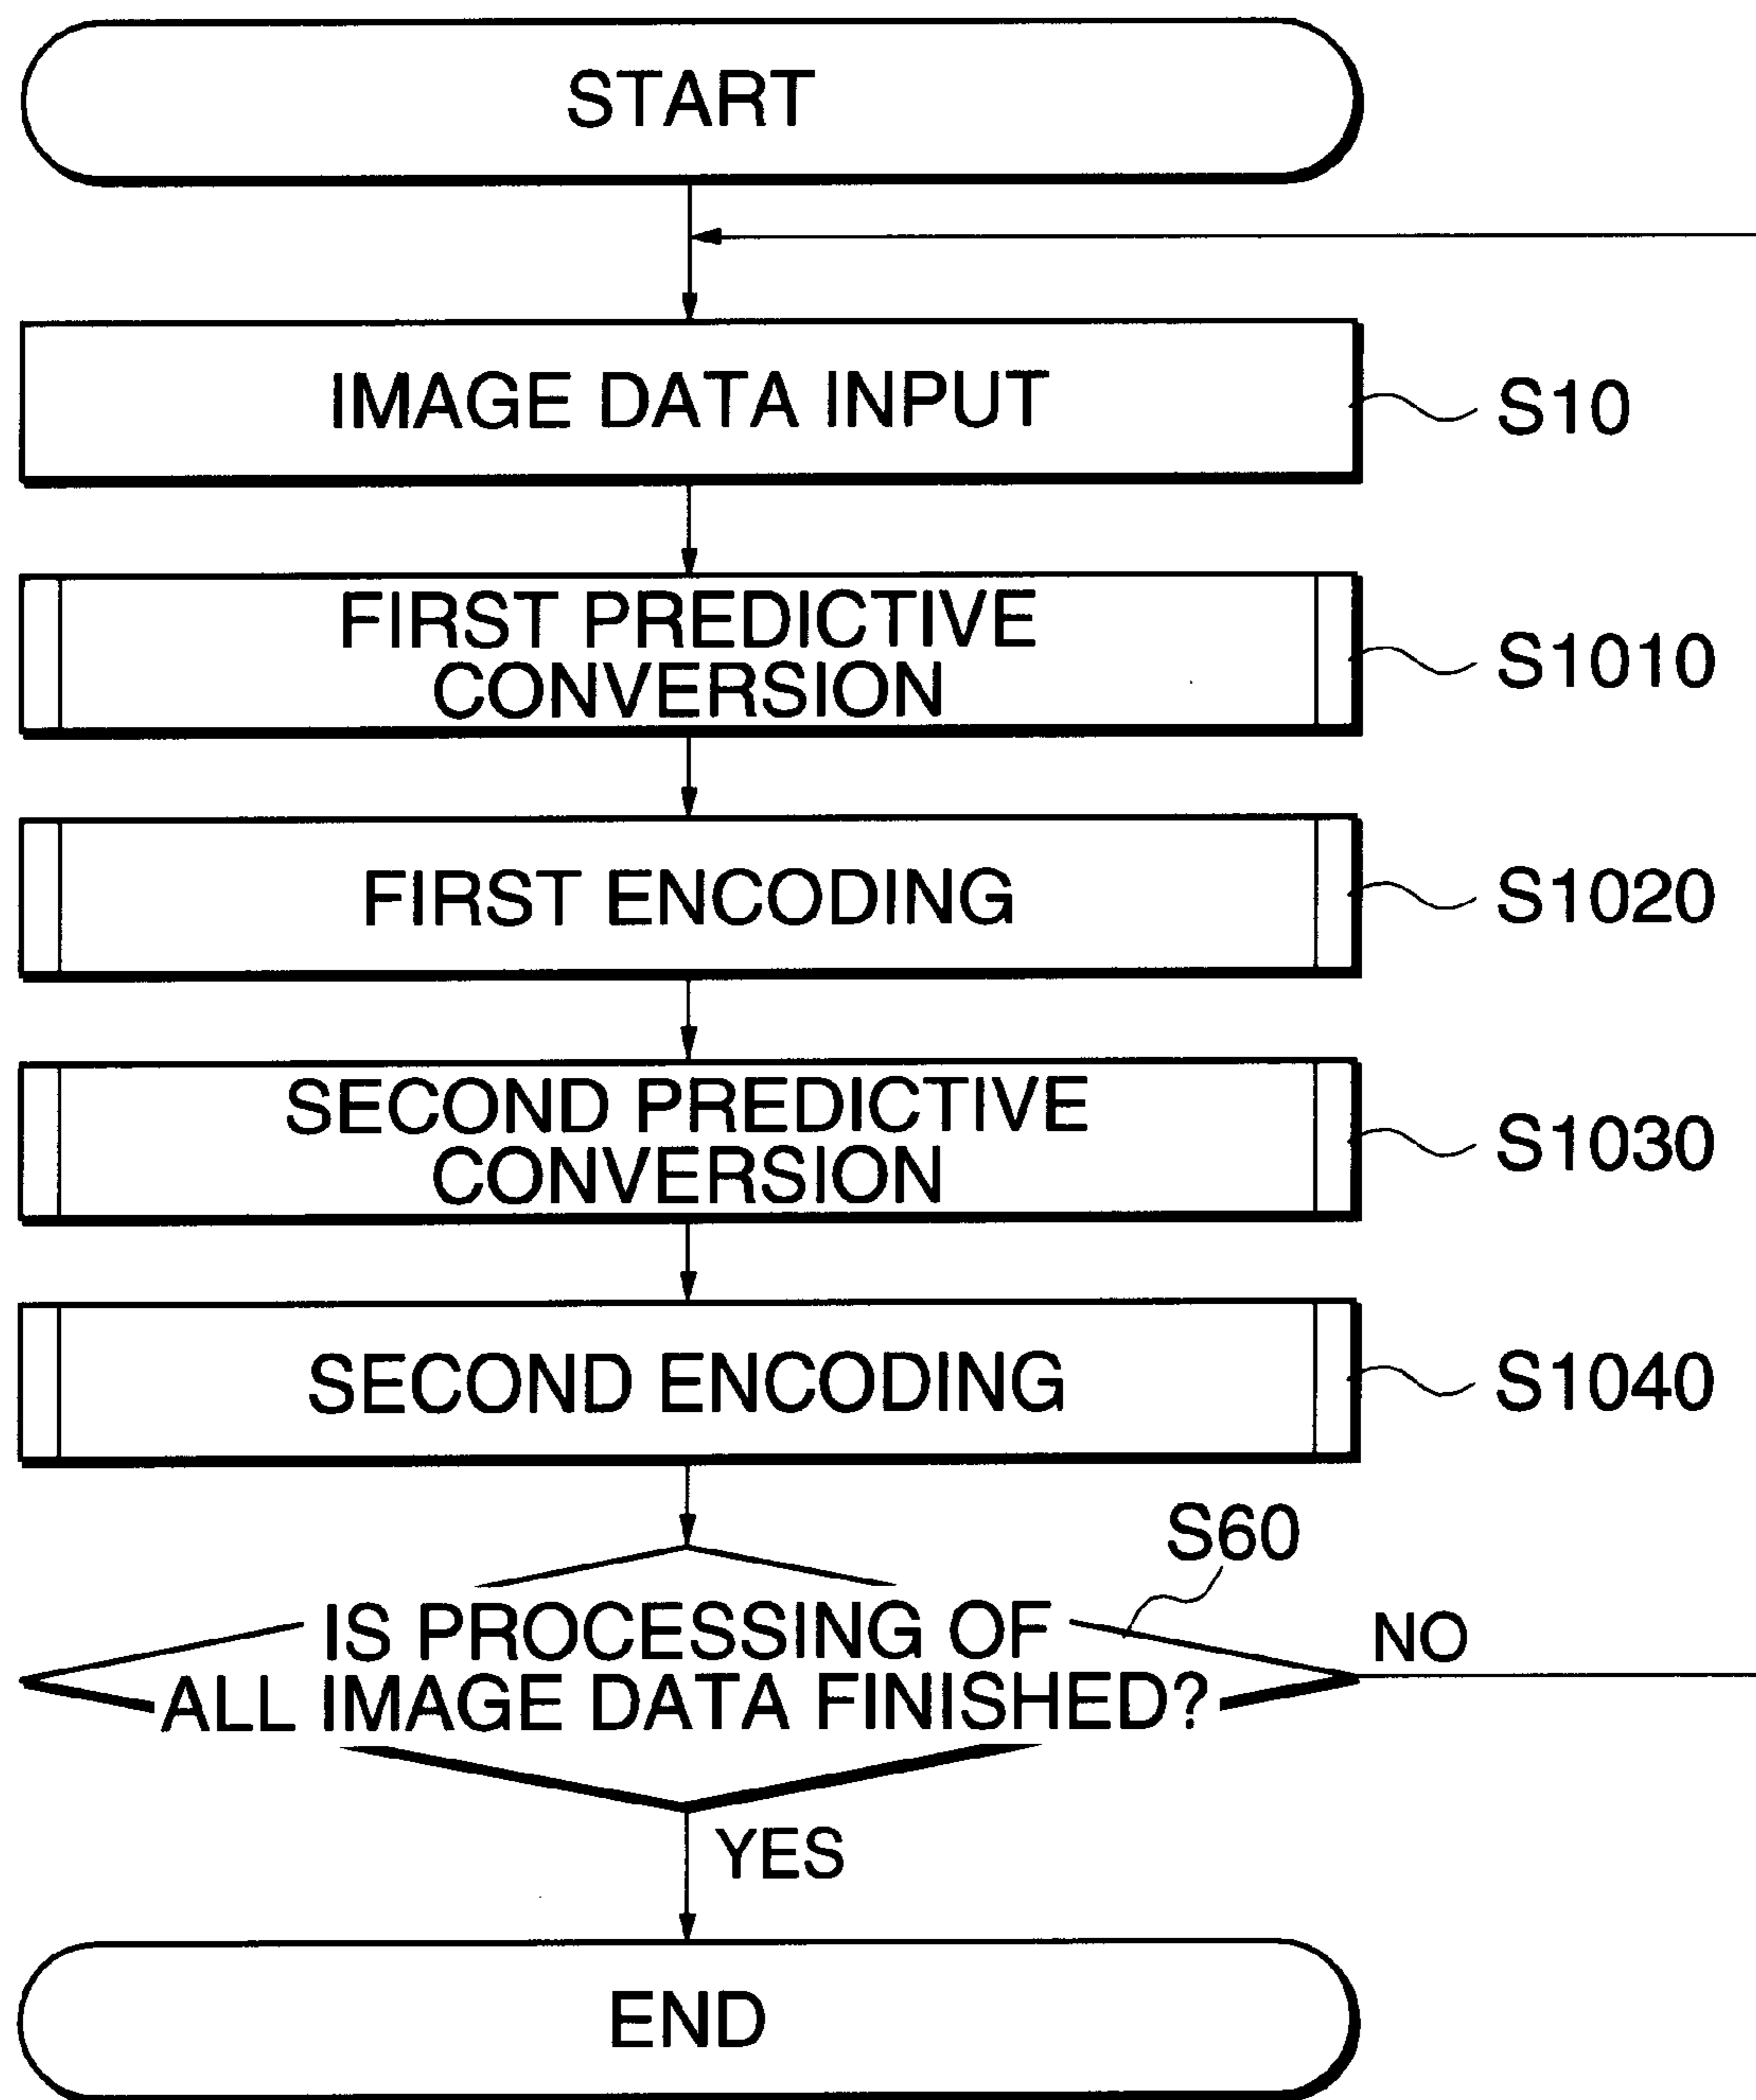 START
IMAGE DATA INPUT
S10
FIRST PREDICTIVE
CONVERSION
S1010
FIRST ENCODING
S1020
SECOND PREDICTIVE
CONVERSION
S1030
SECOND ENCODING
S1040
S60
IS PROCESSING OF
ALL IMAGE DATA FINISHED?
NO
YES
END